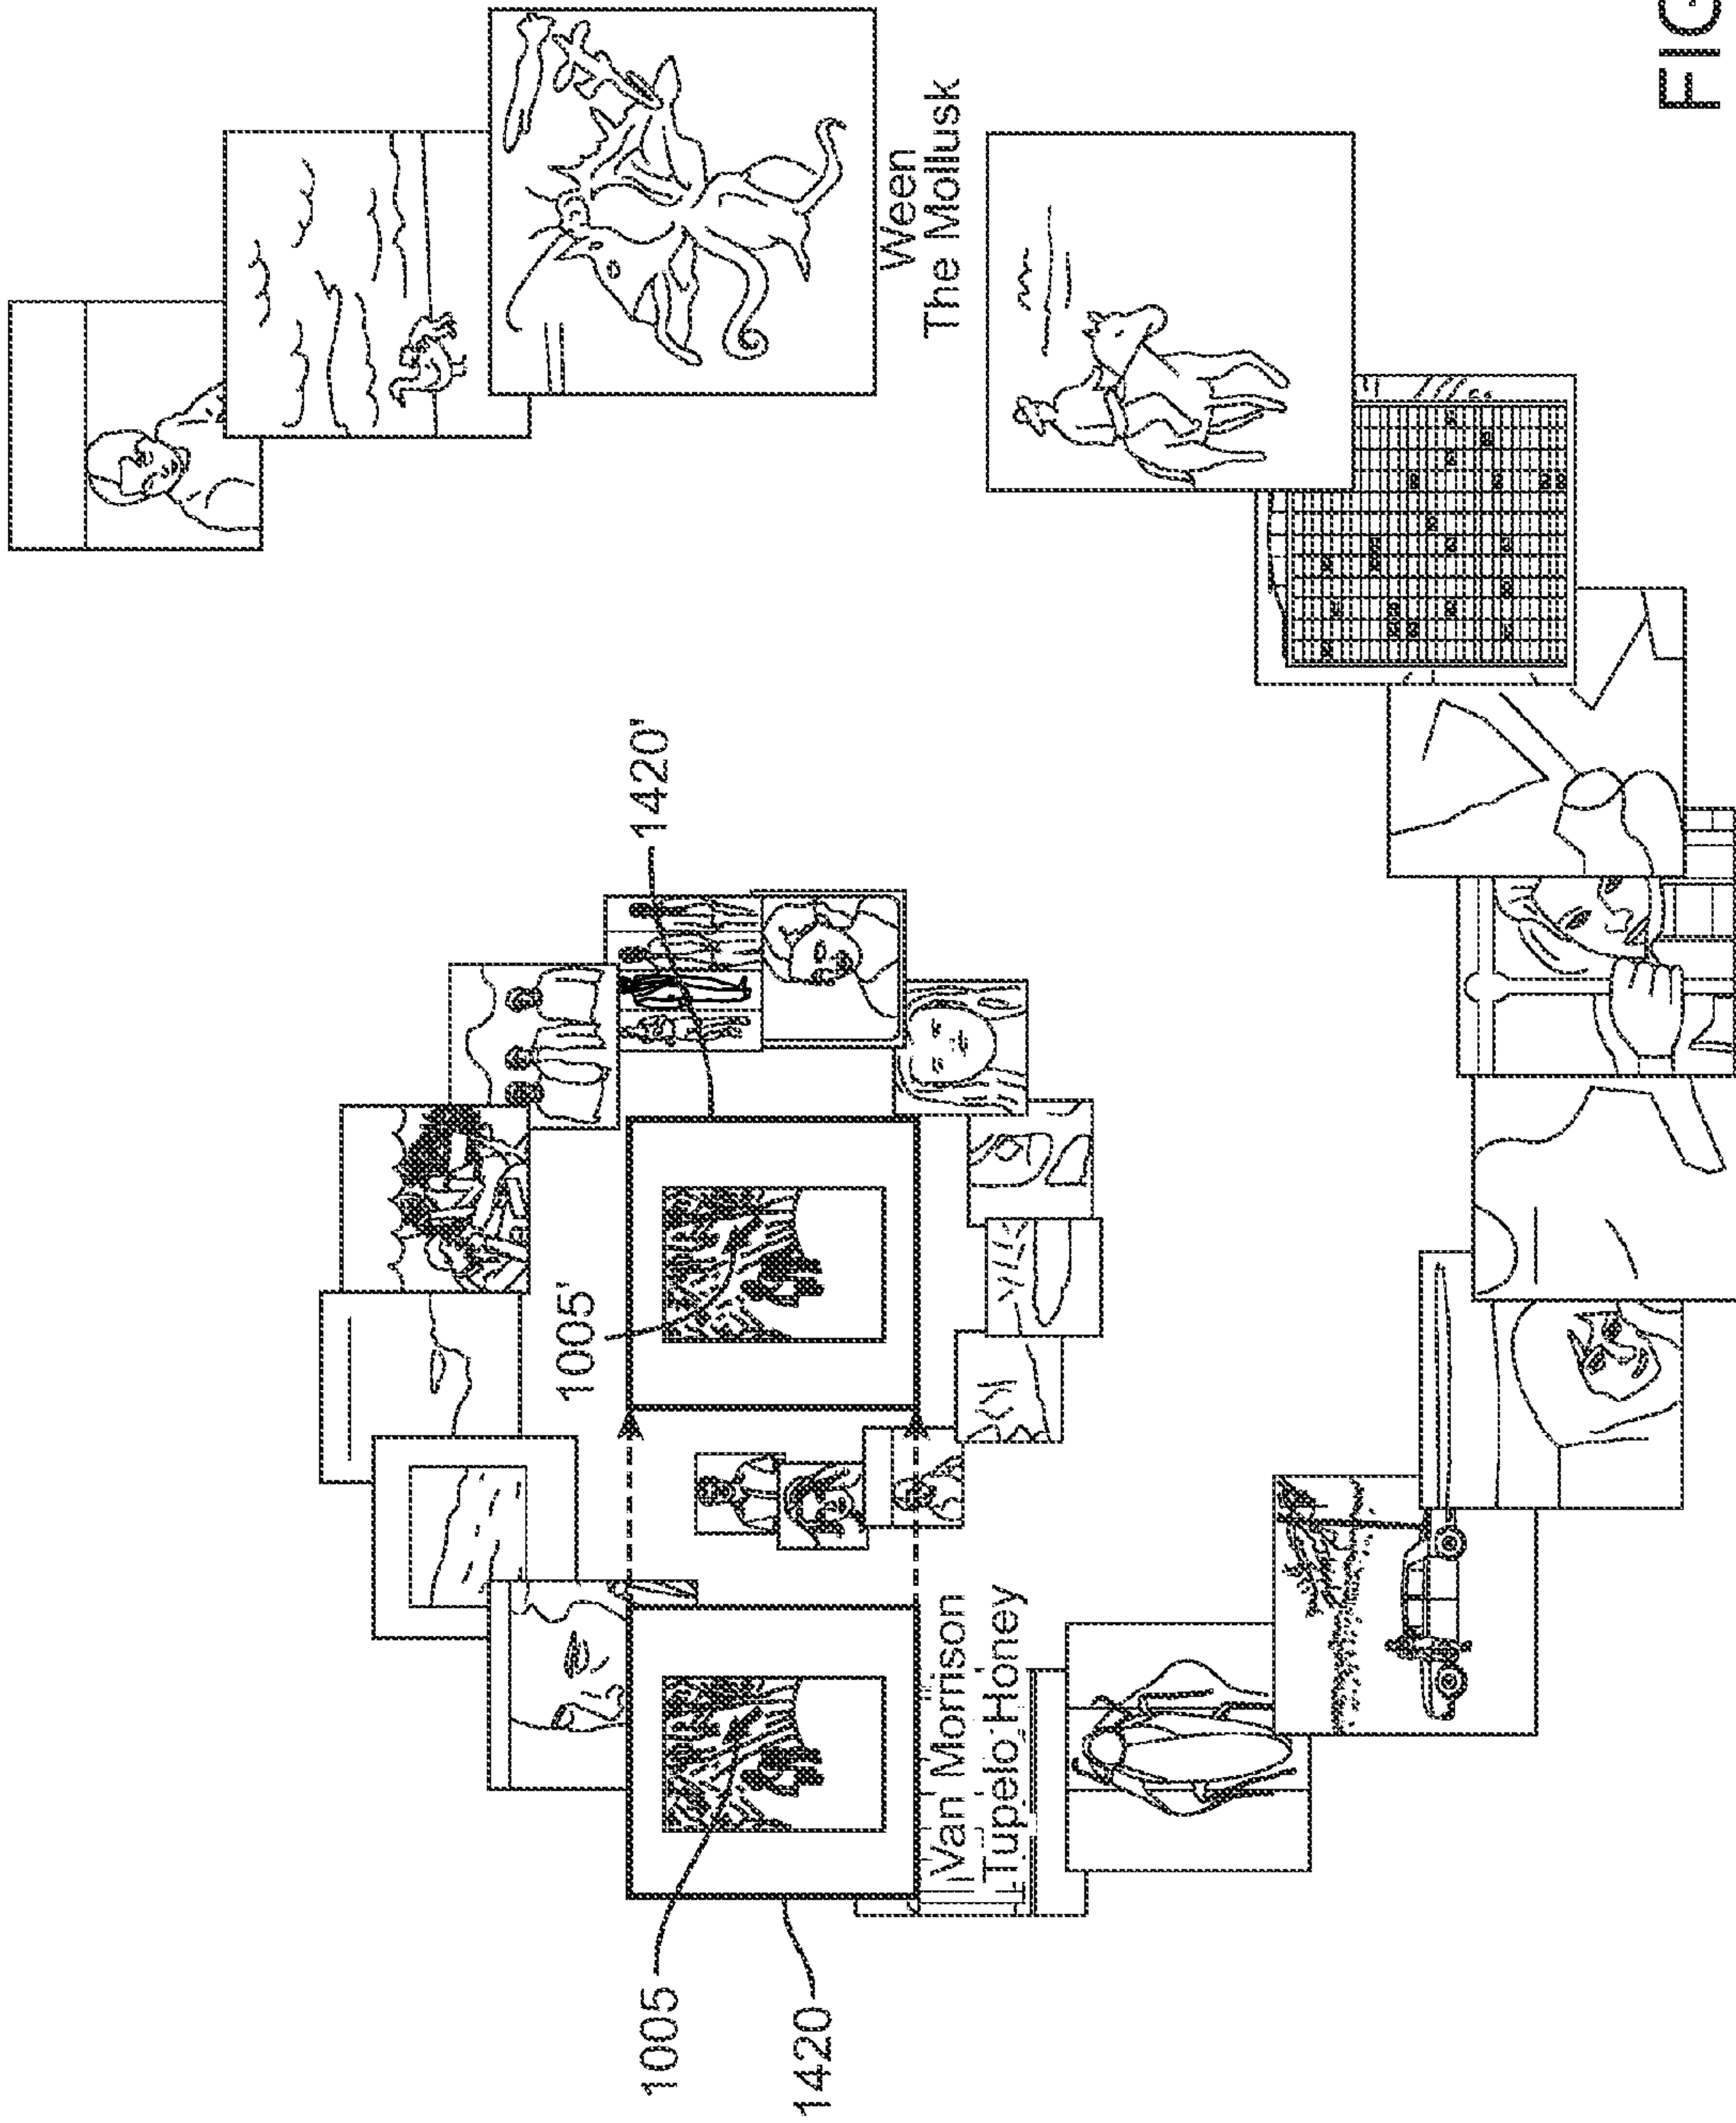 1005
1420
1005'
1420'
Van Morrison
Tupelo Honey
Ween
The Mollusk
FIG